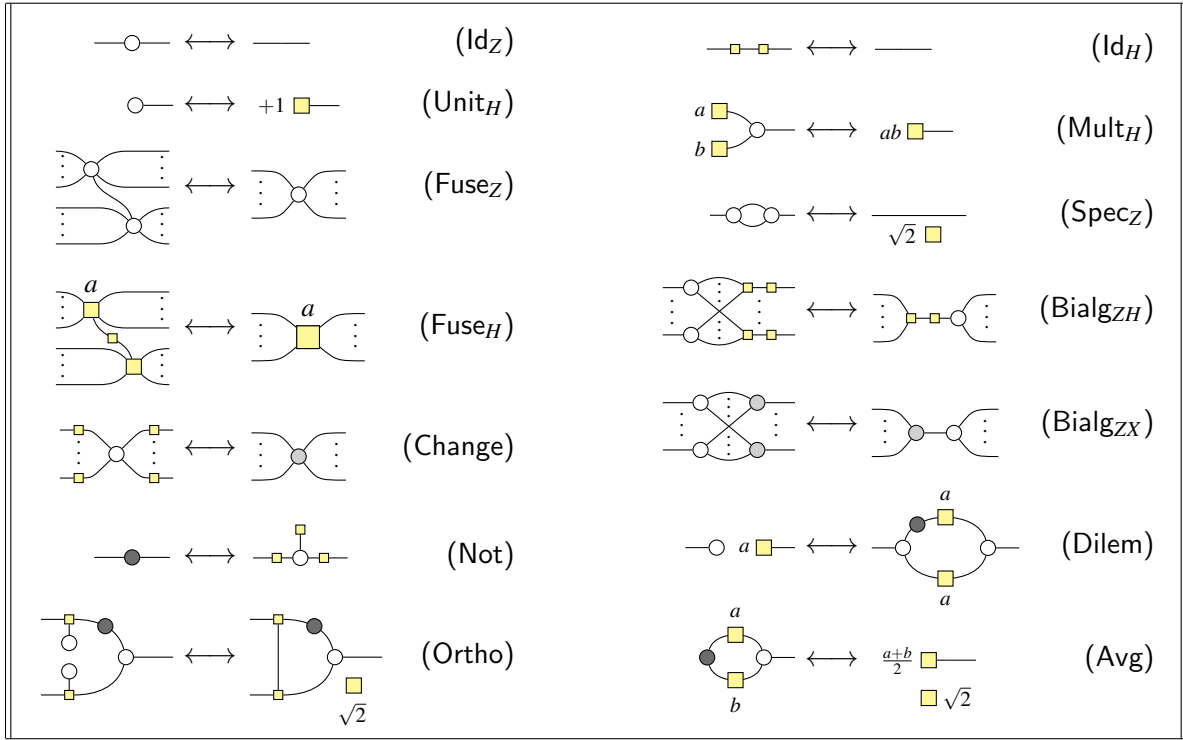 (Id_Z)
(Id_H)
+1
(Unit_H)
a
b
ab
(Mult_H)
(Fuse_Z)
√2
(Spec_Z)
a
a
(Fuse_H)
(Bialg_ZH)
(Change)
(Bialg_ZX)
(Not)
a
a
a
(Dilem)
√2
(Ortho)
a
b
a+b
2
√2
(Avg)